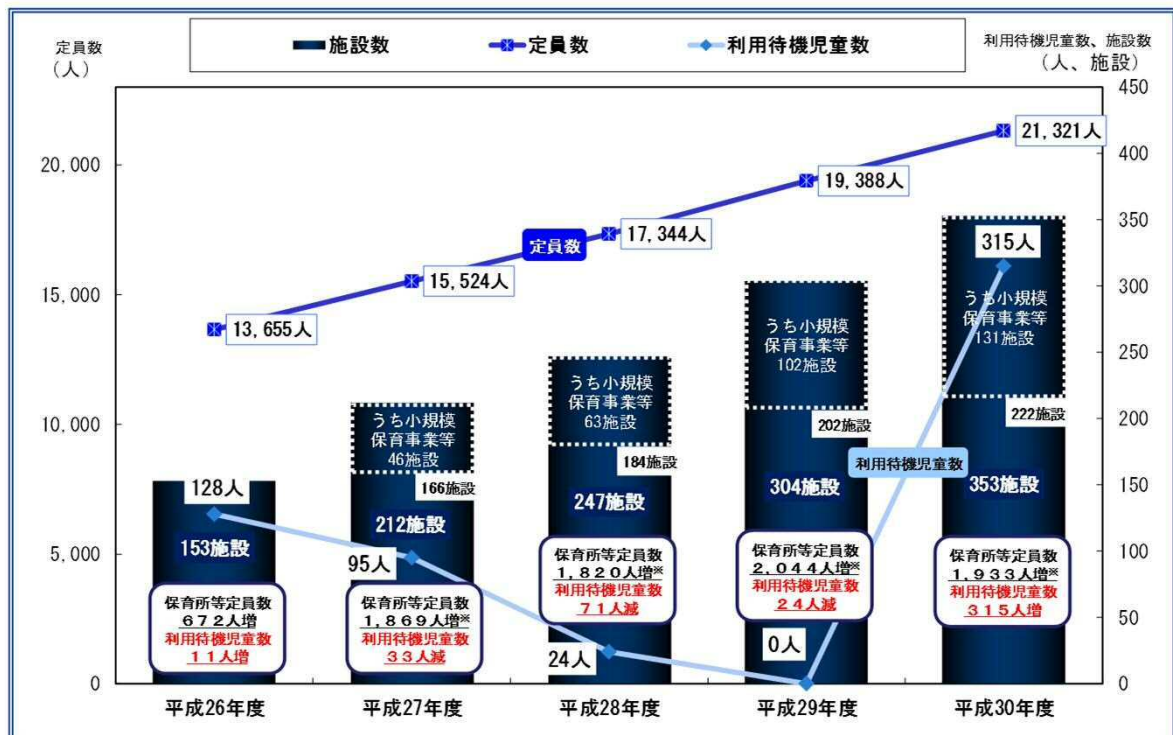 定員数
（人）
施設数
定員数
利用待機児童数
利用待機児童数、施設数
（人、施設）
20,000
15,000
10,000
5,000
0
450
400
350
300
250
200
150
100
50
0
13,655人
15,524人
17,344人
19,388人
21,321人
定員数
128人
95人
24人
0人
315人
利用待機児童数
153施設
保育所等定員数
６７２人増
利用待機児童数
１１人増
うち小規模
保育事業等
46施設
166施設
212施設
保育所等定員数
１,８６９人増※
利用待機児童数
３３人減
うち小規模
保育事業等
63施設
184施設
247施設
保育所等定員数
１,８２０人増※
利用待機児童数
７１人減
うち小規模
保育事業等
102施設
202施設
304施設
保育所等定員数
２,０４４人増※
利用待機児童数
２４人減
うち小規模
保育事業等
131施設
222施設
353施設
保育所等定員数
１,９３３人増※
利用待機児童数
３１５人増
平成26年度
平成27年度
平成28年度
平成29年度
平成30年度